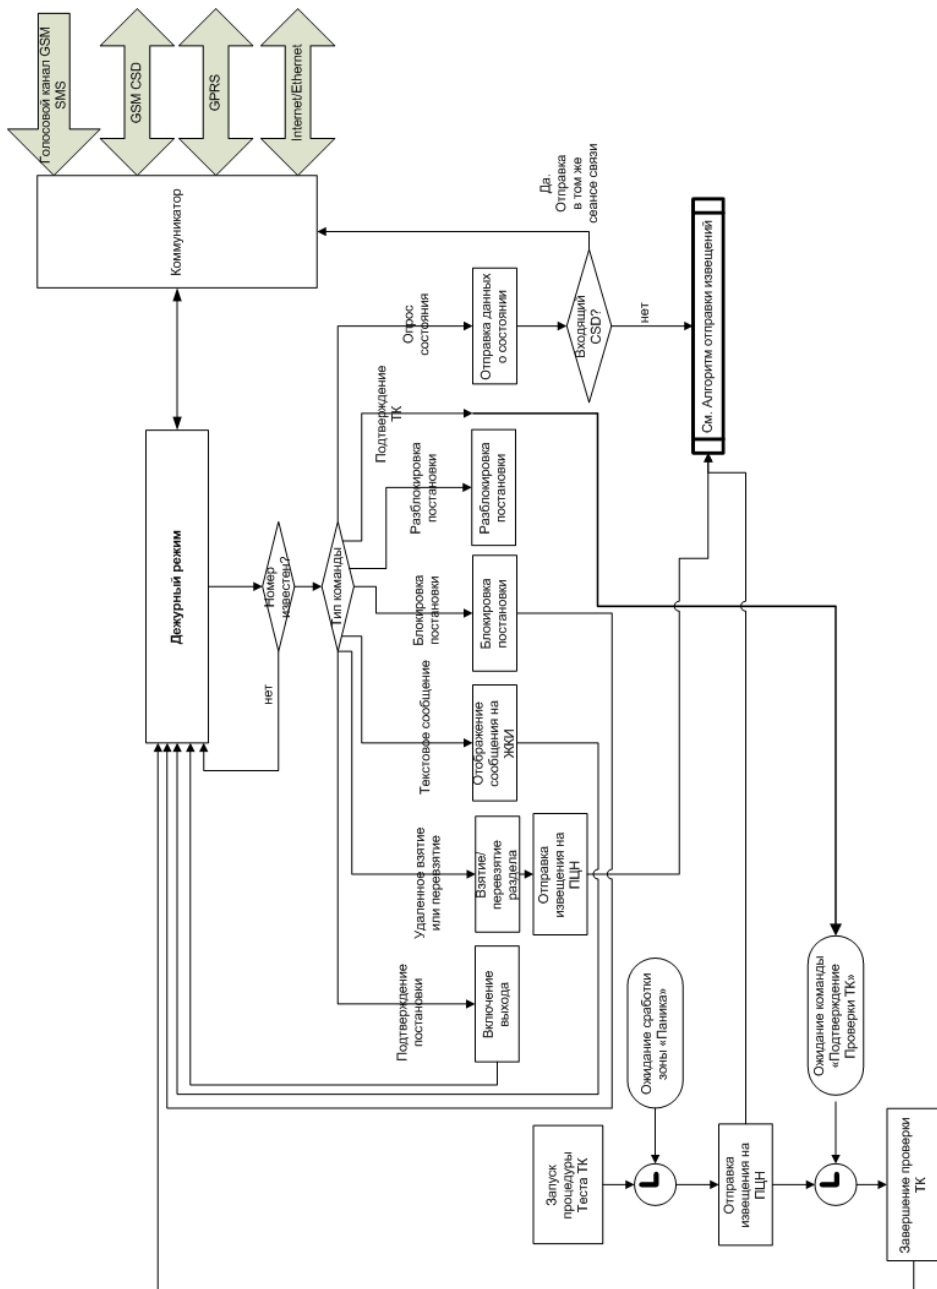 Голосовой канал GSM
SMS
GSM CSD
GPRS
Internet/Ethernet
Коммуникатор
Да.
Отправка
в том же
сеансе связи
Дежурный режим
Номер
известен?
нет
Тип команды
Опрос
состояния
Отправка данных
о состоянии
Входящий
CSD?
нет
См. Алгоритм отправки извещений
Подтверждение
ТК
Разблокировка
постановки
Разблокировка
постановки
Блокировка
постановки
Блокировка
постановки
Текстовое сообщение
Отображение
сообщения на
ЖКИ
Удаленное взятие
или перевзятие
Взятие/
перевзятие
раздела
Отправка
извещения на
ПЦН
Подтверждение
постановки
Включение
выхода
Ожидание сработки
зоны «Паника»
Ожидание команды
«Подтверждение
Проверки ТК»
Запуск
процедуры
Теста ТК
Отправка
извещения на
ПЦН
Завершение проверки
ТК